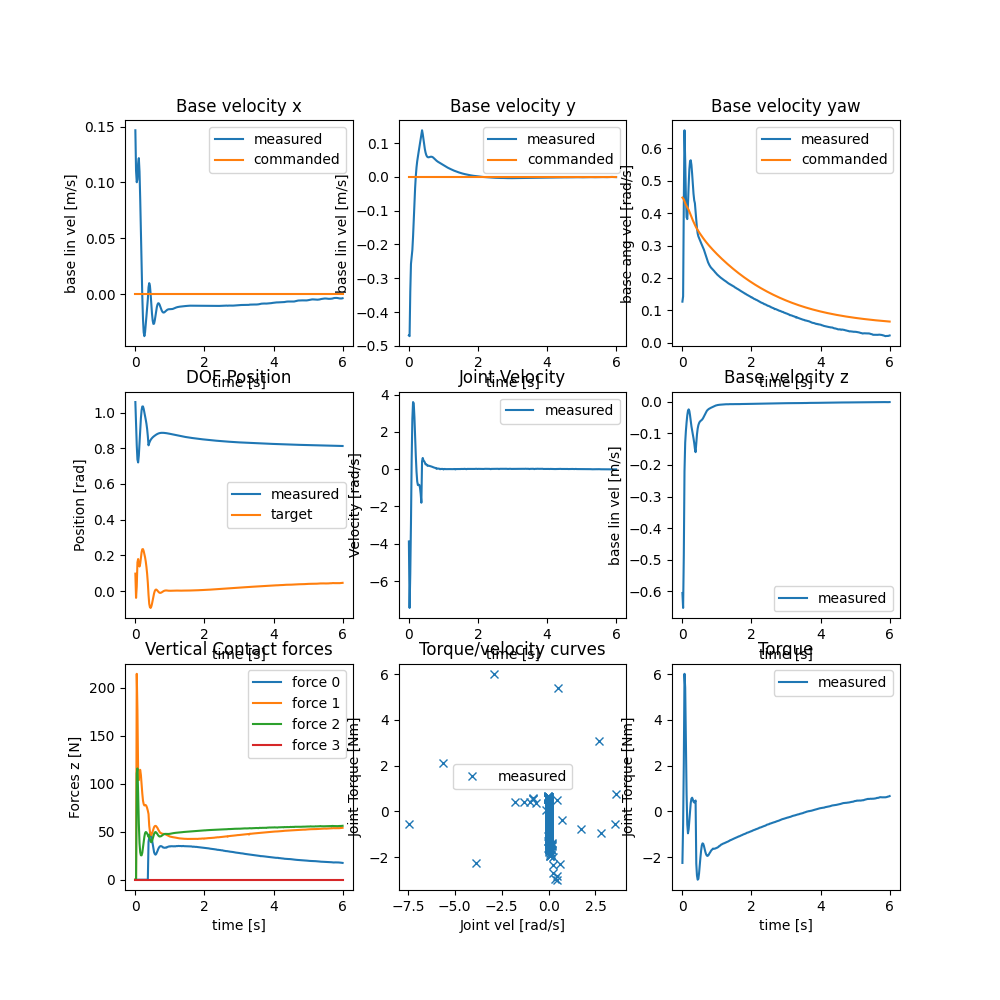 Base velocity x
Base velocity y
Base velocity yaw
measured
commanded
measured
commanded
measured
commanded
base lin vel [m/s]
base lin vel [m/s]
base ang vel [rad/s]
0.15
0.10
0.05
0.00
0.1
0.0
−0.1
−0.2
−0.3
−0.4
−0.5
0.6
0.5
0.4
0.3
0.2
0.1
0.0
0 2 4 6
0 2 4 6
0 2 4 6
time [s]
time [s]
time [s]
DOF Position
Joint Velocity
Base velocity z
measured
target
measured
measured
Position [rad]
Velocity [rad/s]
base lin vel [m/s]
1.0
0.8
0.6
0.4
0.2
0.0
4
2
0
−2
−4
−6
0.0
−0.1
−0.2
−0.3
−0.4
−0.5
−0.6
0 2 4 6
0 2 4 6
0 2 4 6
time [s]
time [s]
time [s]
Vertical Contact forces
Torque/velocity curves
Torque
force 0
force 1
force 2
force 3
measured
measured
Forces z [N]
Joint Torque [Nm]
Joint Torque [Nm]
200
150
100
50
0
6
4
2
0
−2
6
4
2
0
−2
0 2 4 6
−7.5 −5.0 −2.5 0.0 2.5
0 2 4 6
time [s]
Joint vel [rad/s]
time [s]